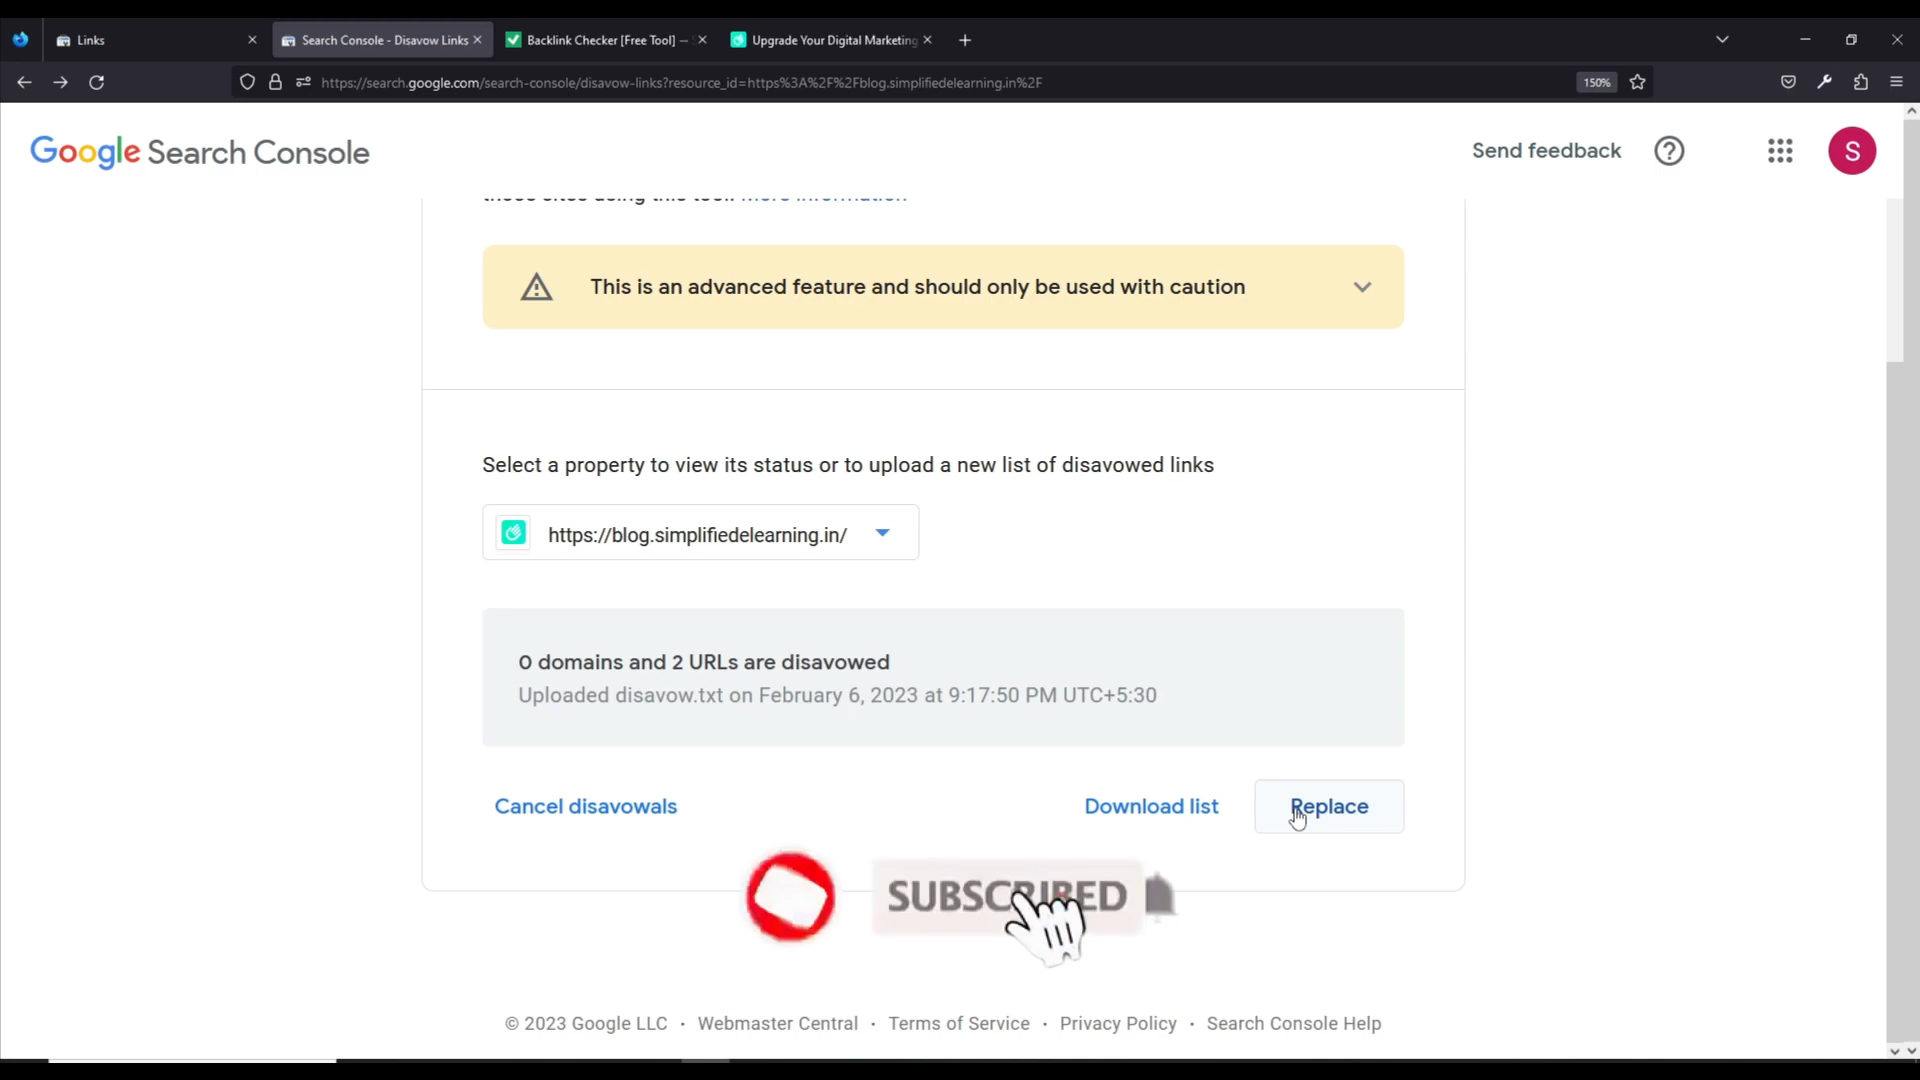 Links
Search Console - Disavow Links
Backlink Checker [Free Tool] —
Upgrade Your Digital Marketing
https://search.google.com/search-console/disavow-links?resource_id=https%3A%2F%2Fblog.simplifiedelearning.in%2F
150%
Google Search Console
Send feedback
S
This is an advanced feature and should only be used with caution
Select a property to view its status or to upload a new list of disavowed links
https://blog.simplifiedelearning.in/
0 domains and 2 URLs are disavowed
Uploaded disavow.txt on February 6, 2023 at 9:17:50 PM UTC+5:30
Cancel disavowals
Download list
Replace
SUBSCRIBED
© 2023 Google LLC · Webmaster Central · Terms of Service · Privacy Policy · Search Console Help